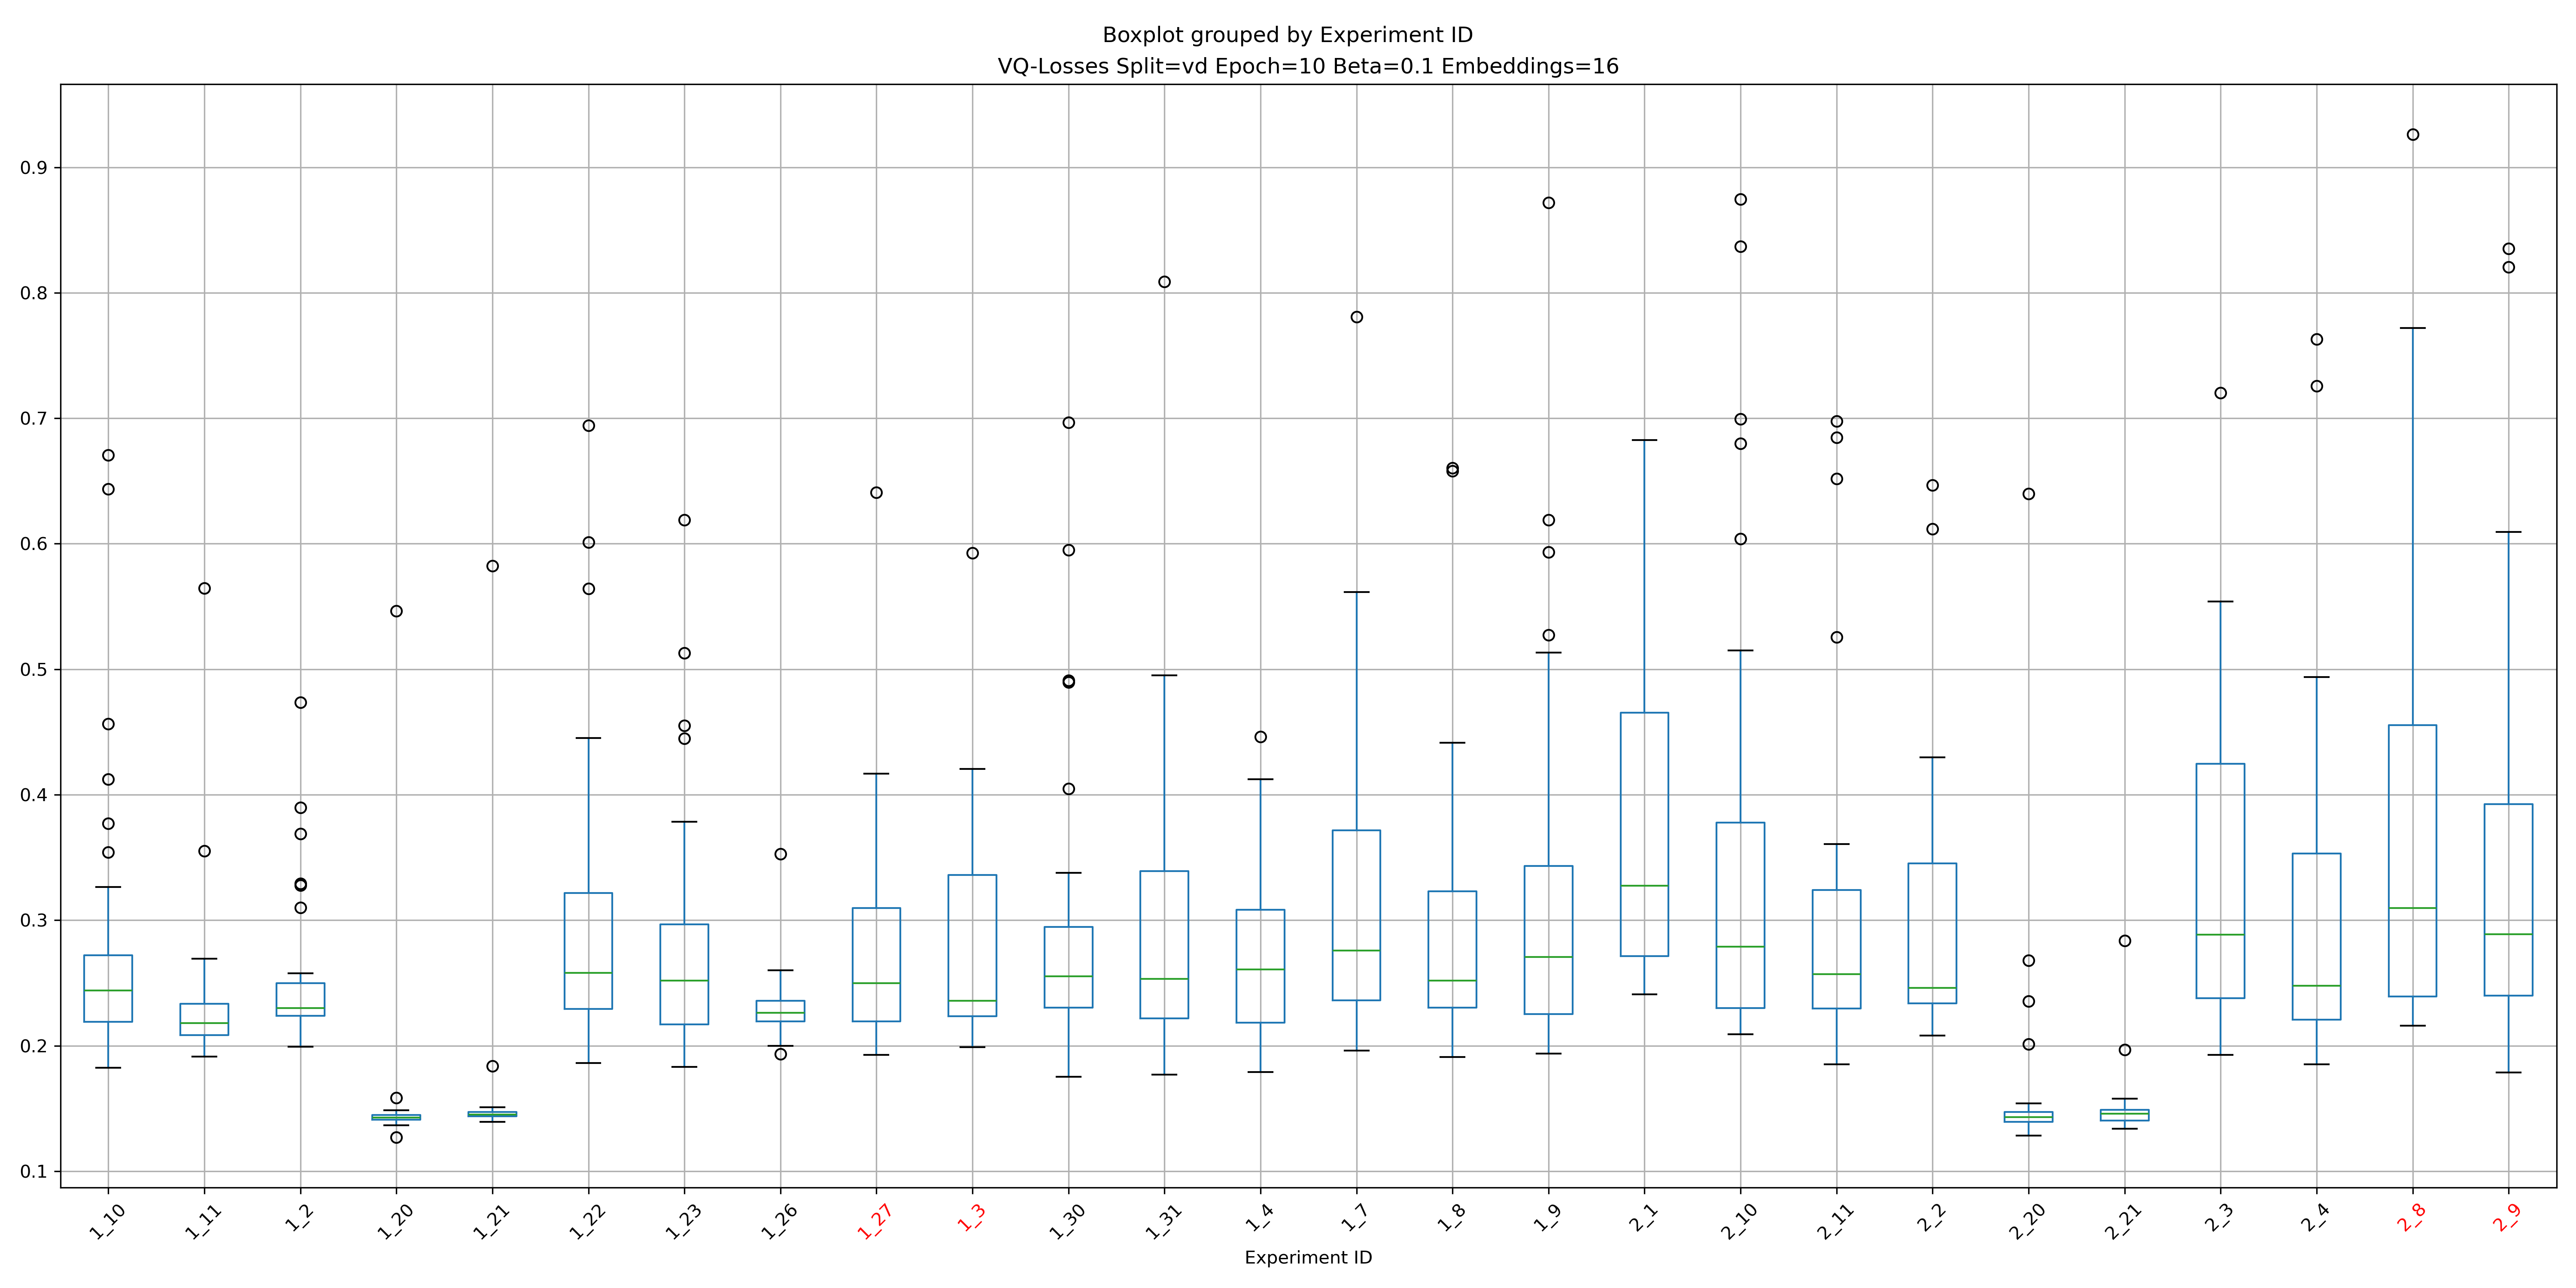 Boxplot grouped by Experiment ID
VQ-Losses Split=vd Epoch=10 Beta=0.1 Embeddings=16
0.9
0.8
0.7
0.6
0.5
0.4
0.3
0.2
0.1
1_10 1_11 1_2 1_20 1_21 1_22 1_23 1_26 1_27 1_3 1_30 1_31 1_4 1_7 1_8 1_9 2_1 2_10 2_11 2_2 2_20 2_21 2_3 2_4 2_8 2_9
Experiment ID